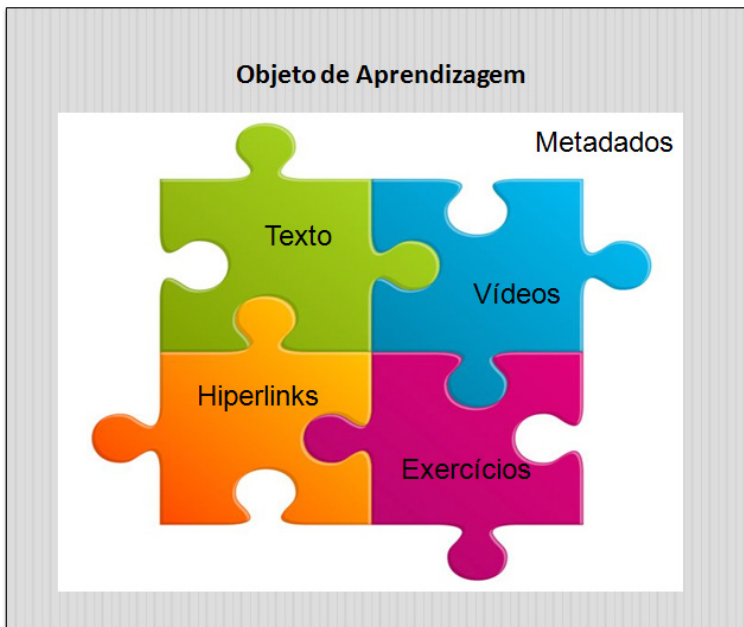 Objeto de Aprendizagem
Metadados
Texto
Vídeos
Hiperlinks
Exercícios